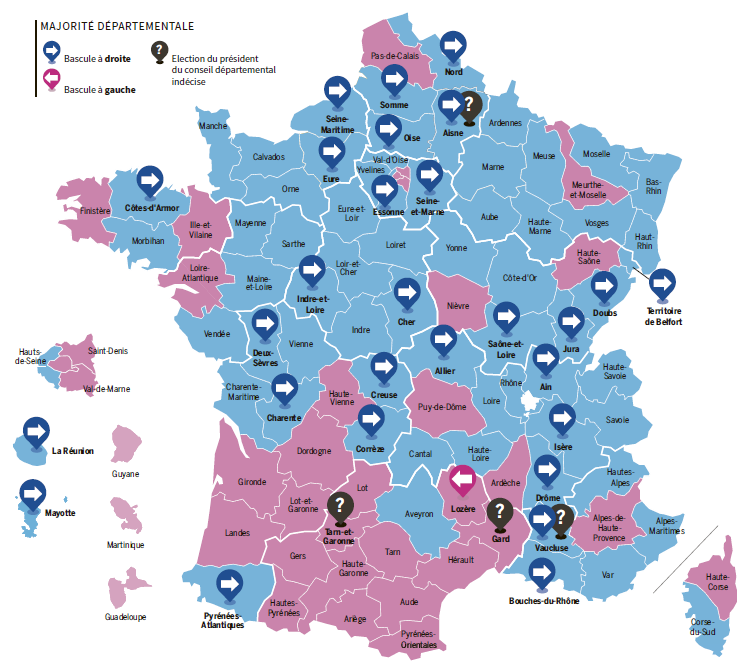 MAJORITÉ DÉPARTEMENTALE
Bascule à droite
Bascule à gauche
?
Election du président
du conseil départemental
indécise
Pas-de-Calais
Nord
Somme
Seine-
Maritime
Oise
Aisne
?
Ardennes
Manche
Calvados
Eure
Val-d'Oise
Yvelines
Essonne
Seine-
et-Marne
Marne
Meuse
Moselle
Meurthe-
et-Moselle
Bas-
Rhin
Orne
Eure-et-
Loir
Aube
Haute-
Marne
Vosges
Haut-
Rhin
Finistère
Côtes-d'Armor
Morbihan
Ille-et-
Vilaine
Mayenne
Sarthe
Loiret
Yonne
Haute-
Saône
Loire-
Atlantique
Maine-
et-Loire
Indre-et-
Loire
Loir-et-
Cher
Cher
Nièvre
Côte-d'Or
Doubs
Territoire
de Belfort
Vendée
Deux-
Sèvres
Vienne
Indre
Allier
Saône-et-
Loire
Jura
Hauts-
de-Seine
Saint-Denis
Val-de-Marne
Charente-
Maritime
Charente
Haute-
Vienne
Creuse
Puy-de-Dôme
Loire
Rhône
Ain
Haute-
Savoie
Savoie
La Réunion
Guyane
Dordogne
Corrèze
Cantal
Haute-
Loire
Isère
Mayotte
Martinique
Gironde
Lot-et-
Garonne
Lot
?
Tarn-et-
Garonne
Aveyron
Lozère
Ardèche
?
Gard
Drôme
?
Vaucluse
Hautes-
Alpes
Alpes-de-
Haute-
Provence
Alpes-
Maritimes
Landes
Gers
Haute-
Garonne
Tarn
Hérault
Bouches-du-Rhône
Var
Guadeloupe
Pyrénées-
Atlantiques
Hautes-
Pyrénées
Ariège
Aude
Pyrénées-
Orientales
Haute-
Corse
Corse-
du-Sud